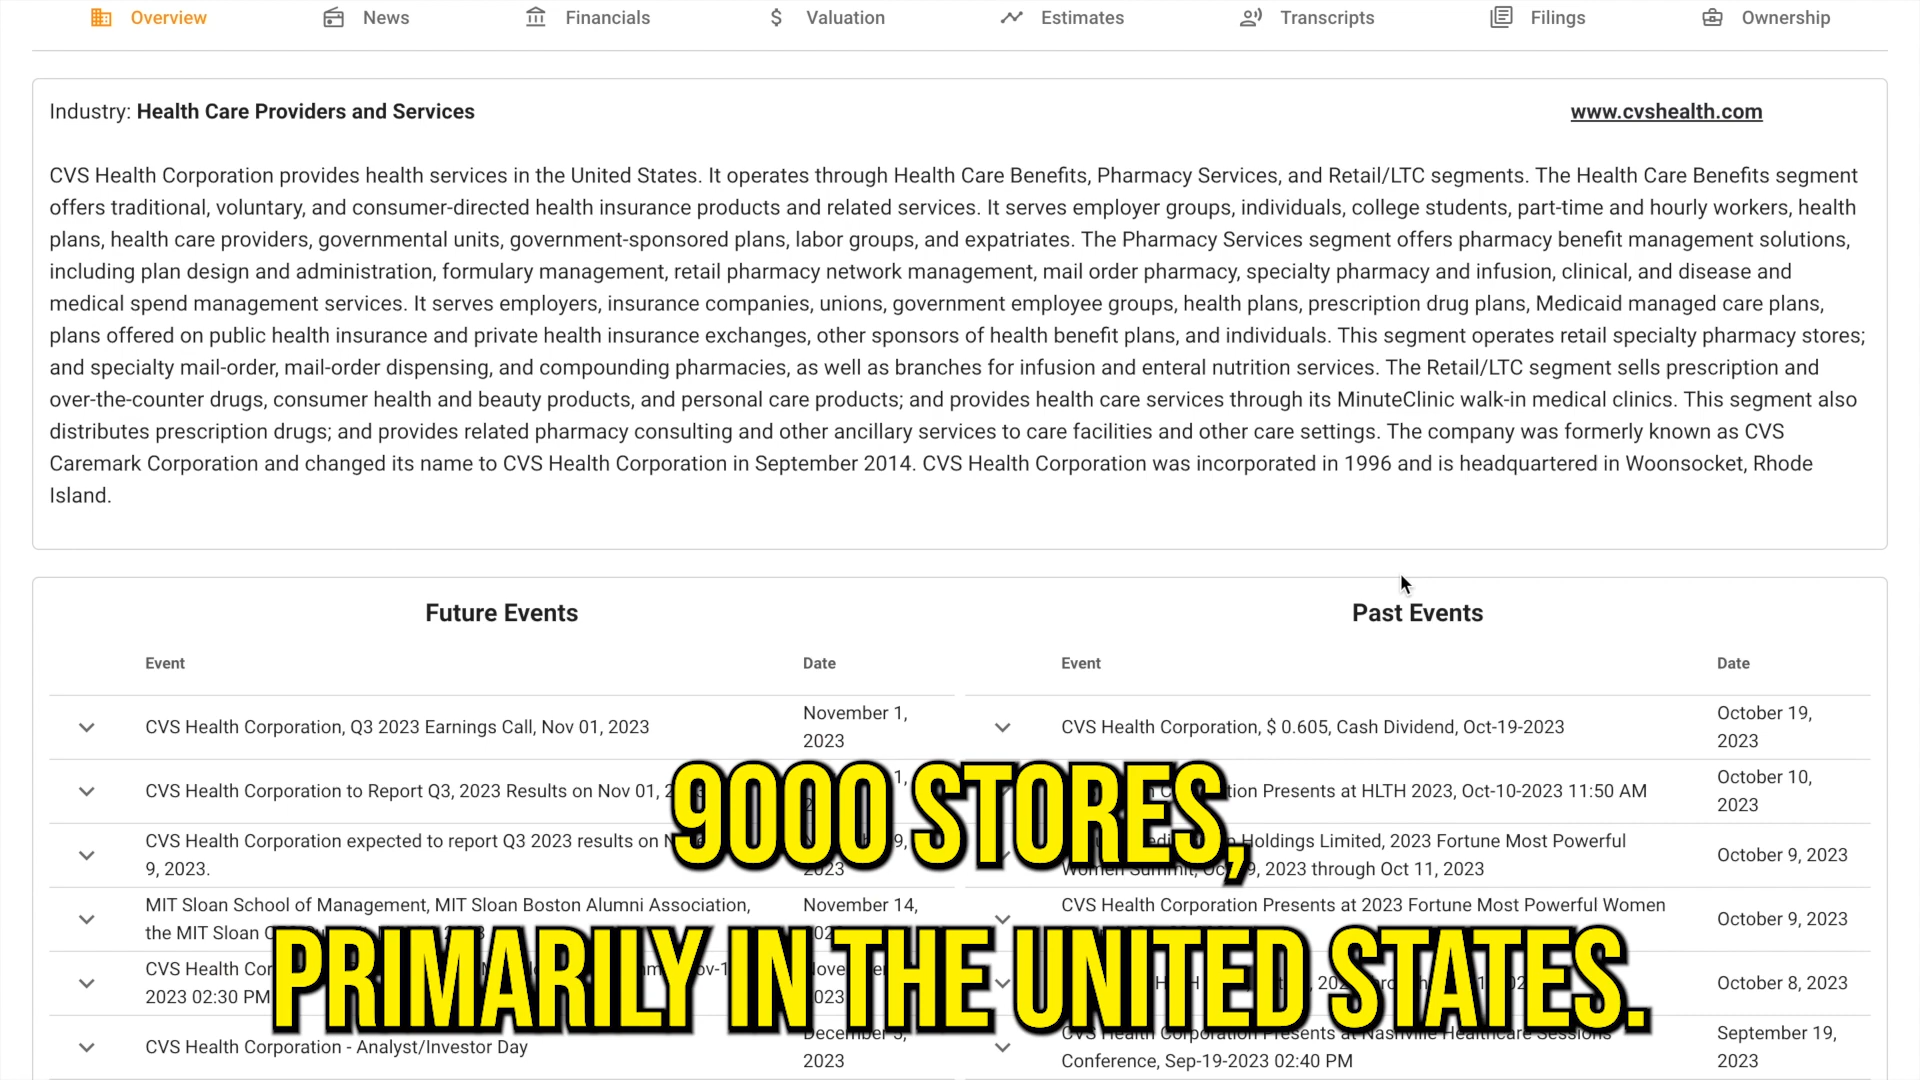 Overview News Financials Valuation Estimates Transcripts Filings Ownership
Industry: Health Care Providers and Services www.cvshealth.com
CVS Health Corporation provides health services in the United States. It operates through Health Care Benefits, Pharmacy Services, and Retail/LTC segments. The Health Care Benefits segment
offers traditional, voluntary, and consumer-directed health insurance products and related services. It serves employer groups, individuals, college students, part-time and hourly workers, health
plans, health care providers, governmental units, government-sponsored plans, labor groups, and expatriates. The Pharmacy Services segment offers pharmacy benefit management solutions,
including plan design and administration, formulary management, retail pharmacy network management, mail order pharmacy, specialty pharmacy and infusion, clinical, and disease and
medical spend management services. It serves employers, insurance companies, unions, government employee groups, health plans, prescription drug plans, Medicaid managed care plans,
plans offered on public health insurance and private health insurance exchanges, other sponsors of health benefit plans, and individuals. This segment operates retail specialty pharmacy stores;
and specialty mail-order, mail-order dispensing, and compounding pharmacies, as well as branches for infusion and enteral nutrition services. The Retail/LTC segment sells prescription and
over-the-counter drugs, consumer health and beauty products, and personal care products; and provides health care services through its MinuteClinic walk-in medical clinics. This segment also
distributes prescription drugs; and provides related pharmacy consulting and other ancillary services to care facilities and other care settings. The company was formerly known as CVS
Caremark Corporation and changed its name to CVS Health Corporation in September 2014. CVS Health Corporation was incorporated in 1996 and is headquartered in Woonsocket, Rhode
Island.
Future Events
Event Date
CVS Health Corporation, Q3 2023 Earnings Call, Nov 01, 2023 November 1,
2023
CVS Health Corporation to Report Q3, 2023 Results on Nov 01,
CVS Health Corporation expected to report Q3 2023 results on
9, 2023. 2023
MIT Sloan School of Management, MIT Sloan Boston Alumni Association, November 14,
the MIT Sloan
CVS Health
2023 02:30 PM
CVS Health Corporation - Analyst/Investor Day December 5,
2023
Past Events
Event Date
CVS Health Corporation, $ 0.605, Cash Dividend, Oct-19-2023 October 19,
2023
Presents at HLTH 2023, Oct-10-2023 11:50 AM October 10,
2023
Holdings Limited, 2023 Fortune Most Powerful
Women Summit, 9, 2023 through Oct 11, 2023 October 9, 2023
CVS Health Corporation Presents at 2023 Fortune Most Powerful Women October 9, 2023
October 8, 2023
CVS Health Corporation Presents at Nashville Healthcare Sessions September 19,
Conference, Sep-19-2023 02:40 PM 2023
9000 STORES,
PRIMARILY IN THE UNITED STATES.